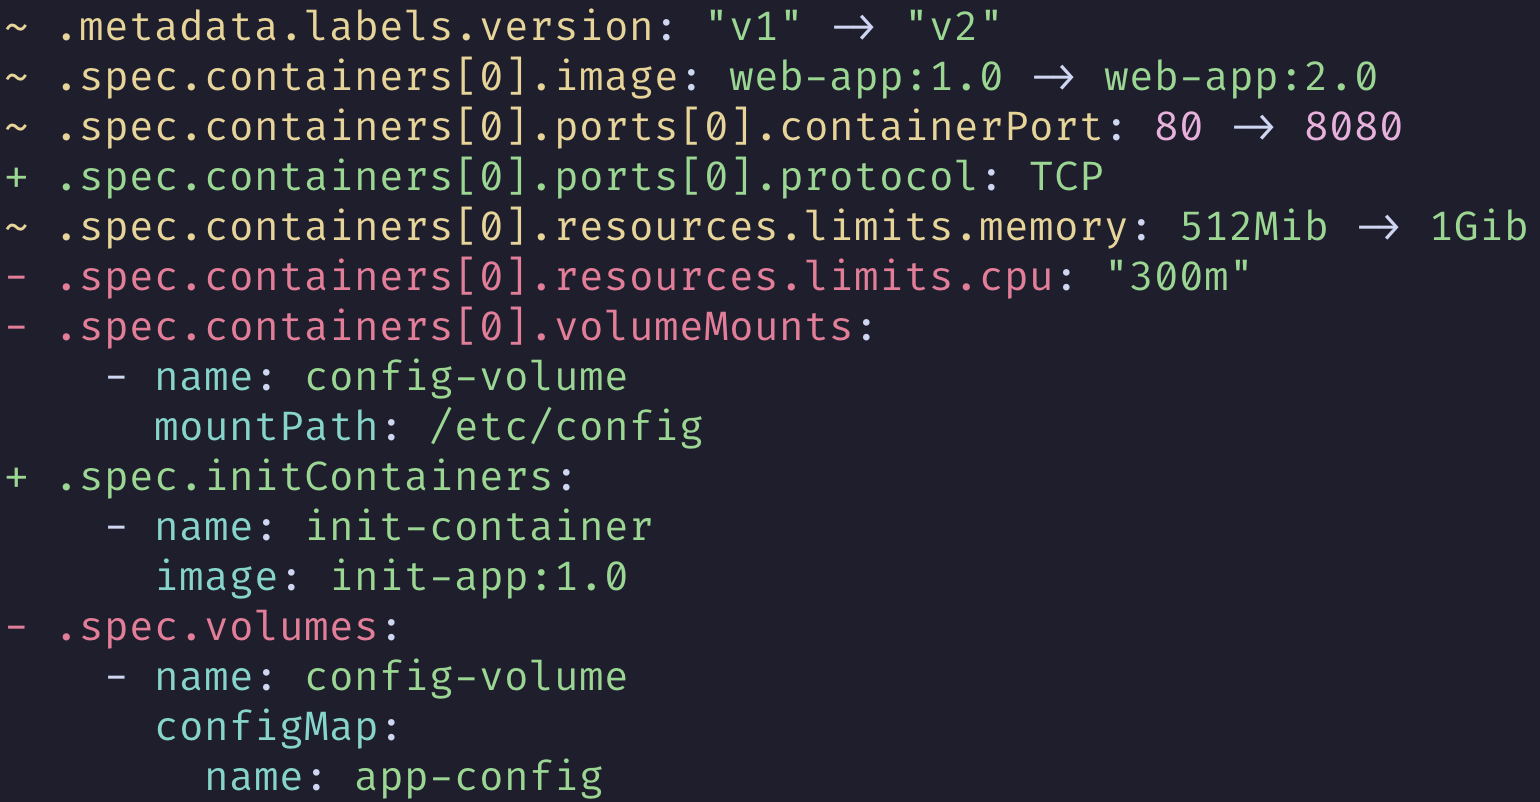 ~ .metadata.labels.version: "v1" → "v2"
~ .spec.containers[0].image: web-app:1.0 → web-app:2.0
~ .spec.containers[0].ports[0].containerPort: 80 → 8080
+ .spec.containers[0].ports[0].protocol: TCP
~ .spec.containers[0].resources.limits.memory: 512Mib → 1Gib
- .spec.containers[0].resources.limits.cpu: "300m"
- .spec.containers[0].volumeMounts:
    - name: config-volume
      mountPath: /etc/config
+ .spec.initContainers:
    - name: init-container
      image: init-app:1.0
- .spec.volumes:
    - name: config-volume
      configMap:
        name: app-config